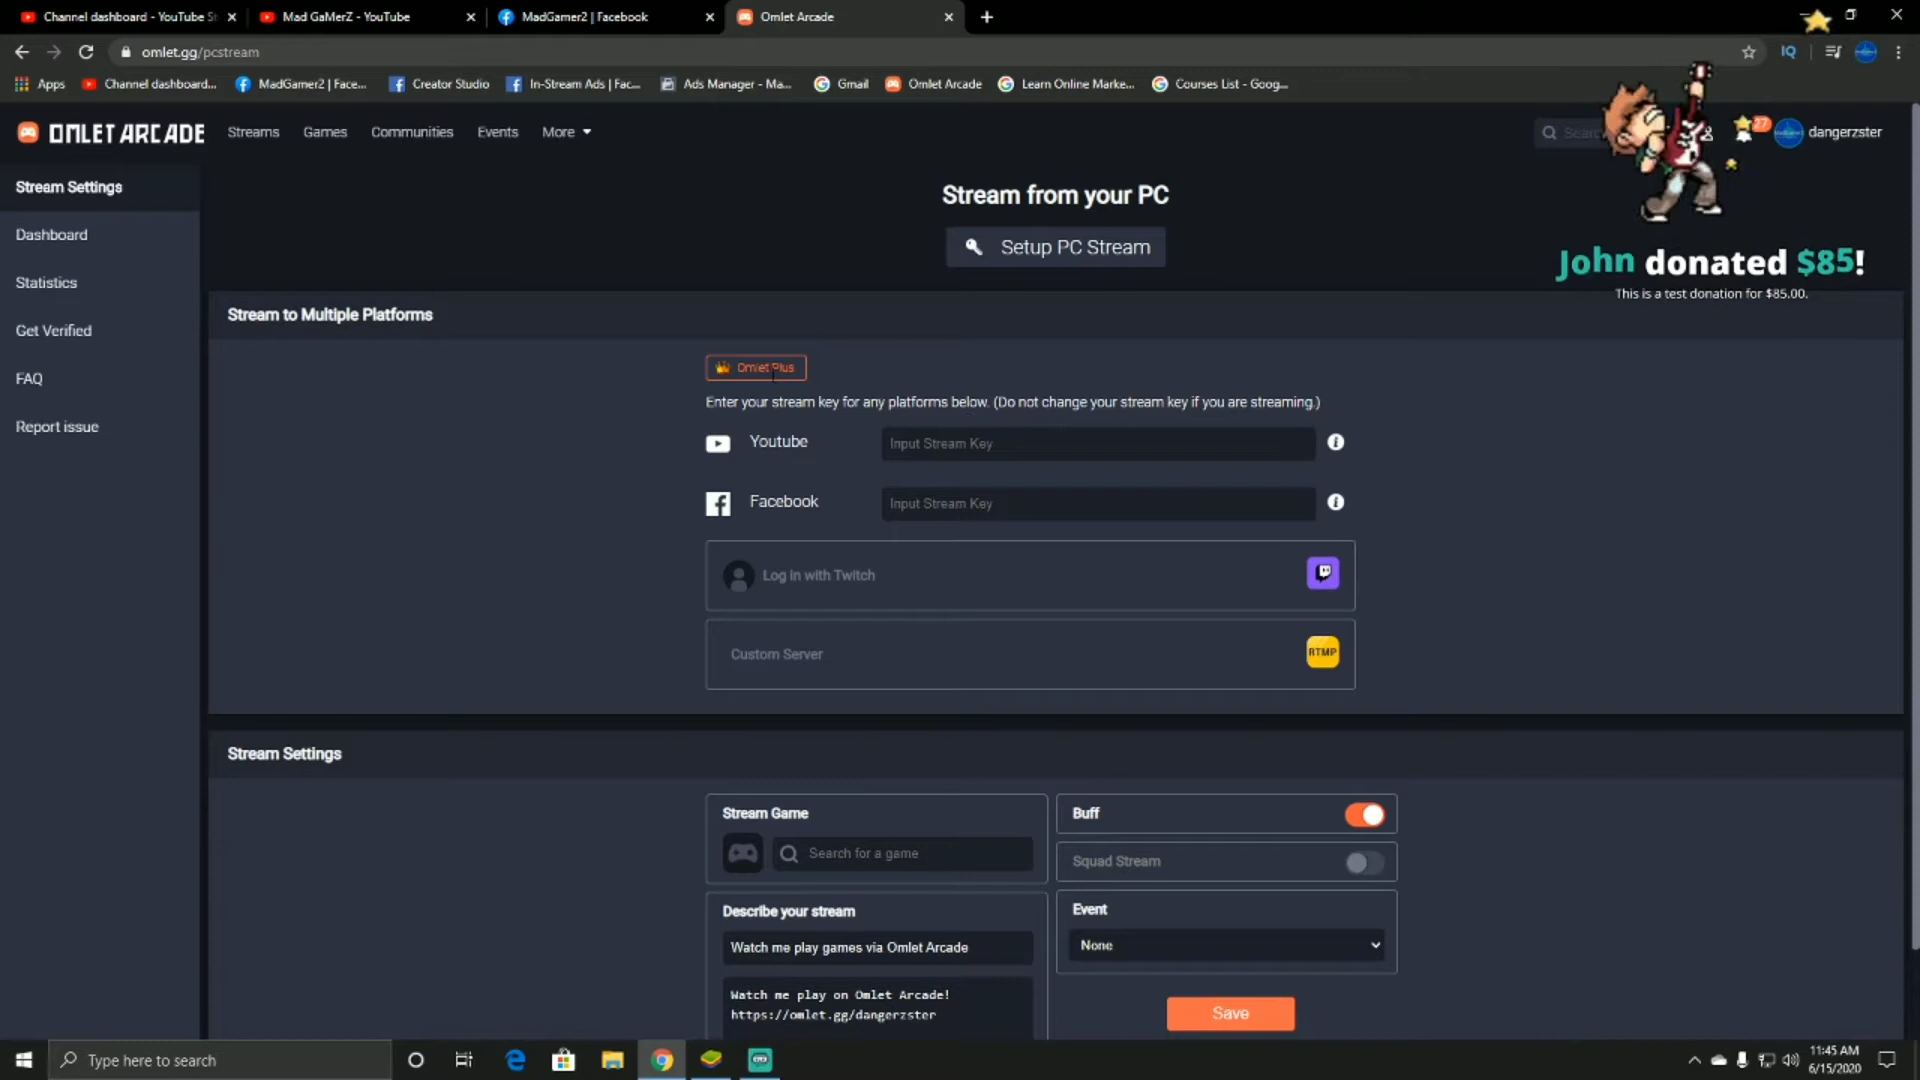 Channel dashboard - YouTube St
Mad GaMerZ - YouTube
MadGamer2 | Facebook
Omlet Arcade
omlet.gg/pcstream
IQ
Apps
Channel dashboard...
MadGamer2 | Face...
Creator Studio
In-Stream Ads | Fac...
Ads Manager - Ma...
Gmail
Omlet Arcade
Learn Online Marke...
Courses List - Goog...
OMLET ARCADE
Streams
Games
Communities
Events
More
27
dangerzster
Stream Settings
Dashboard
Statistics
Get Verified
FAQ
Report issue
Stream from your PC
Setup PC Stream
John donated $85!
This is a test donation for $85.00.
Stream to Multiple Platforms
Omlet Plus
Enter your stream key for any platforms below. (Do not change your stream key if you are streaming.)
Youtube
Input Stream Key
Facebook
Input Stream Key
Log in with Twitch
Custom Server
RTMP
Stream Settings
Stream Game
Search for a game
Buff
Squad Stream
Describe your stream
Watch me play games via Omlet Arcade
Watch me play on Omlet Arcade!
https://omlet.gg/dangerzster
Event
None
Save
Type here to search
11:45 AM
6/15/2020